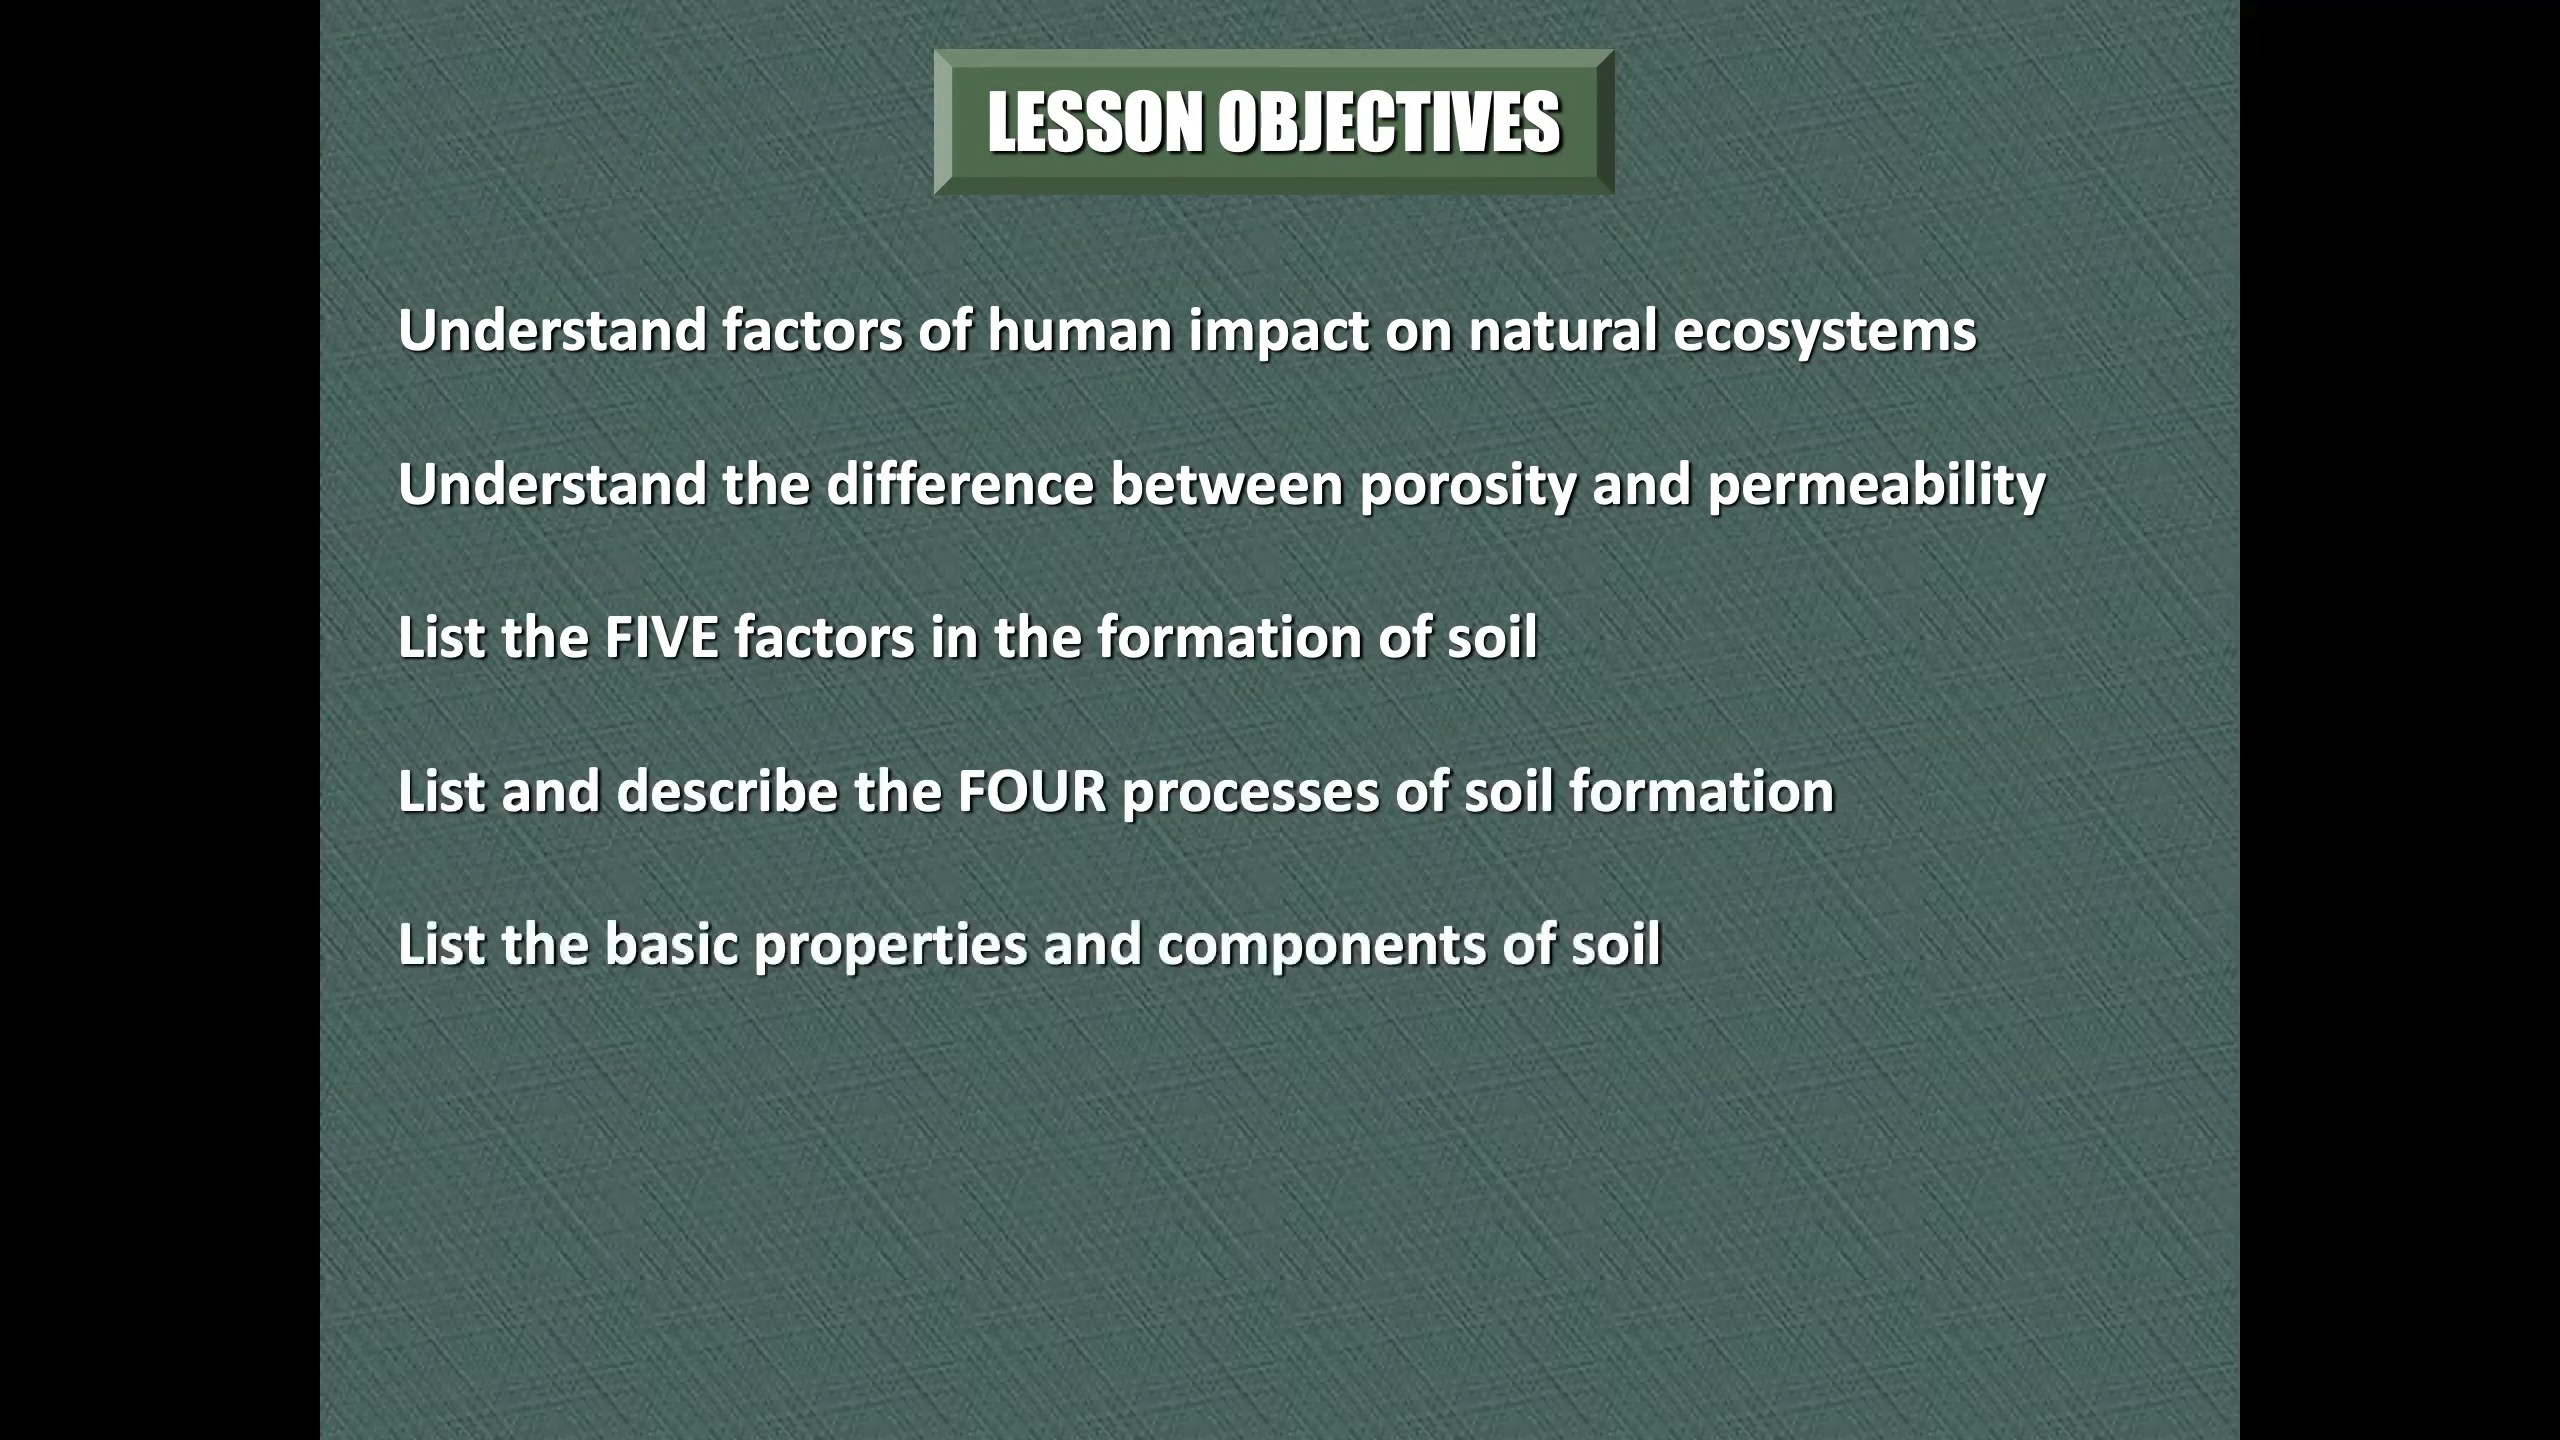 LESSON OBJECTIVES
Understand factors of human impact on natural ecosystems
Understand the difference between porosity and permeability
List the FIVE factors in the formation of soil
List and describe the FOUR processes of soil formation
List the basic properties and components of soil